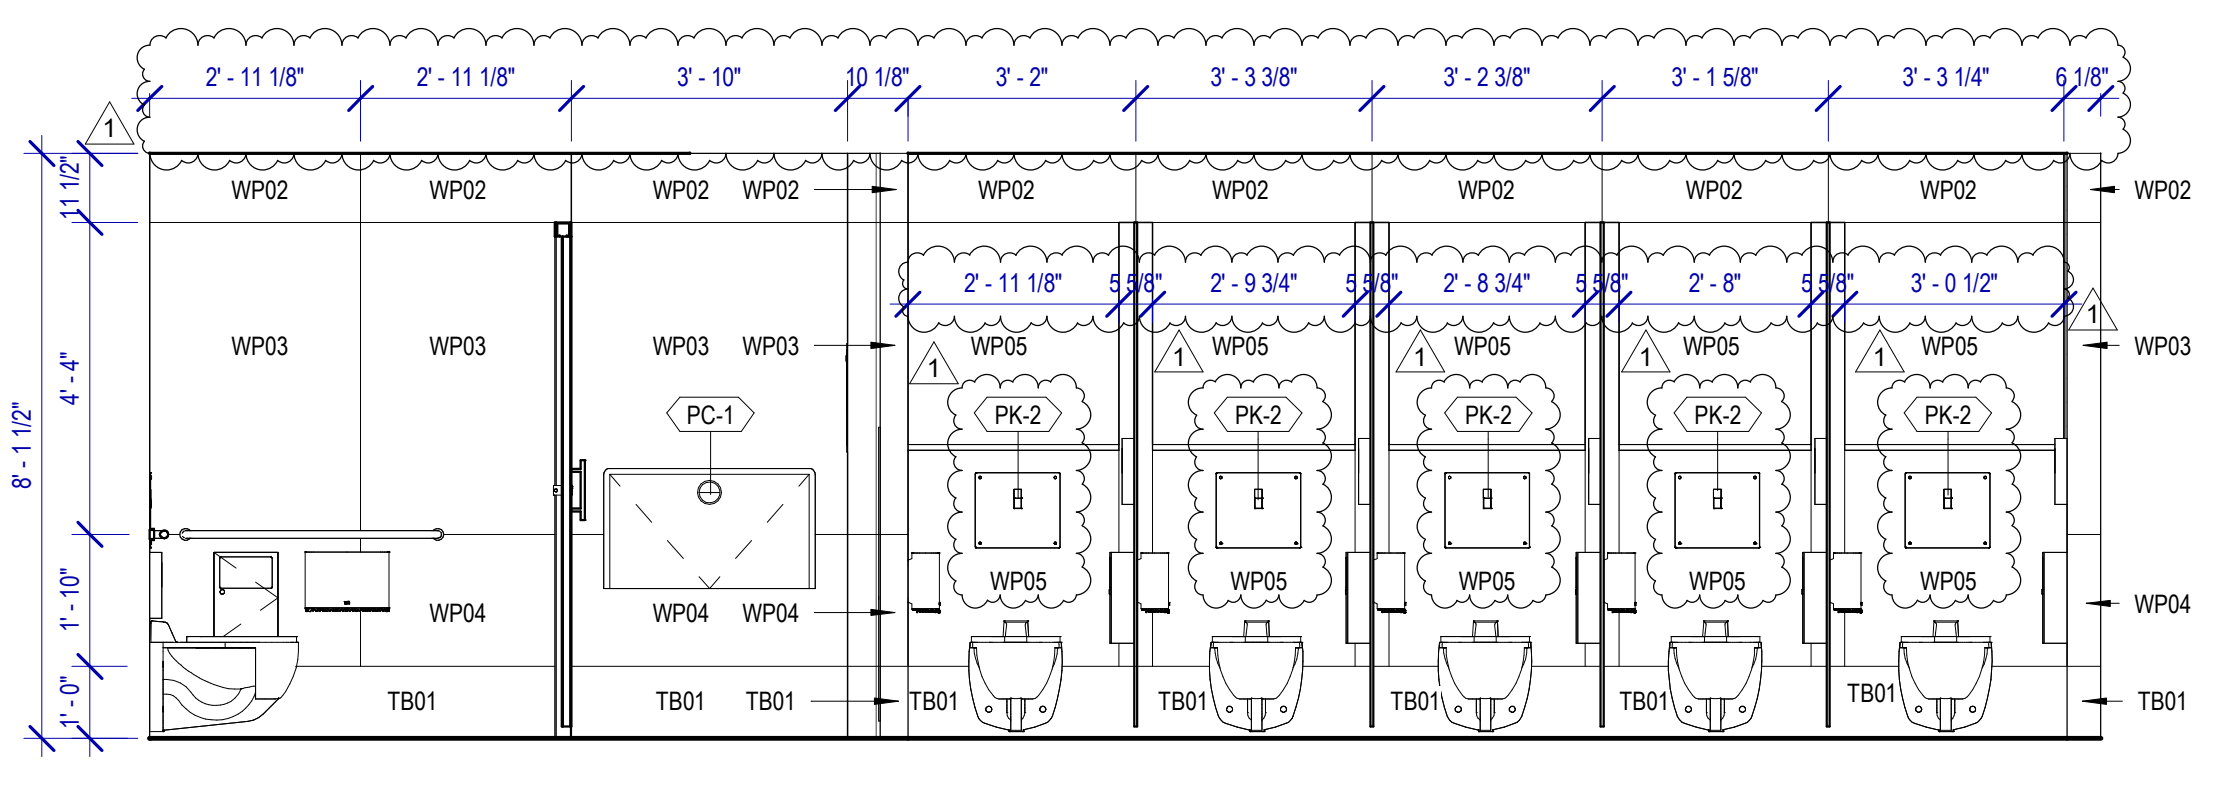 2' - 11 1/8" 2' - 11 1/8" 3' - 10" 10 1/8" 3' - 2" 3' - 3 3/8" 3' - 2 3/8" 3' - 1 5/8" 3' - 3 1/4" 6 1/8"
1
11 1/2"
4' - 4"
8' - 1 1/2"
1' - 10"
1' - 0"
WP02 WP02 WP02 WP02 WP02 WP02 WP02 WP02 WP02 WP02
2' - 11 1/8" 5 5/8" 2' - 9 3/4" 5 5/8" 2' - 8 3/4" 5 5/8" 2' - 8" 5 5/8" 3' - 0 1/2"
1
WP03 WP03 WP03 WP03 WP05 WP05 WP05 WP05 WP05 WP03
1 1 1 1 1
PC-1 PK-2 PK-2 PK-2 PK-2 PK-2
WP05 WP05 WP05 WP05 WP05
WP04 WP04 WP04 WP04
TB01 TB01 TB01 TB01 TB01 TB01 TB01 TB01 TB01